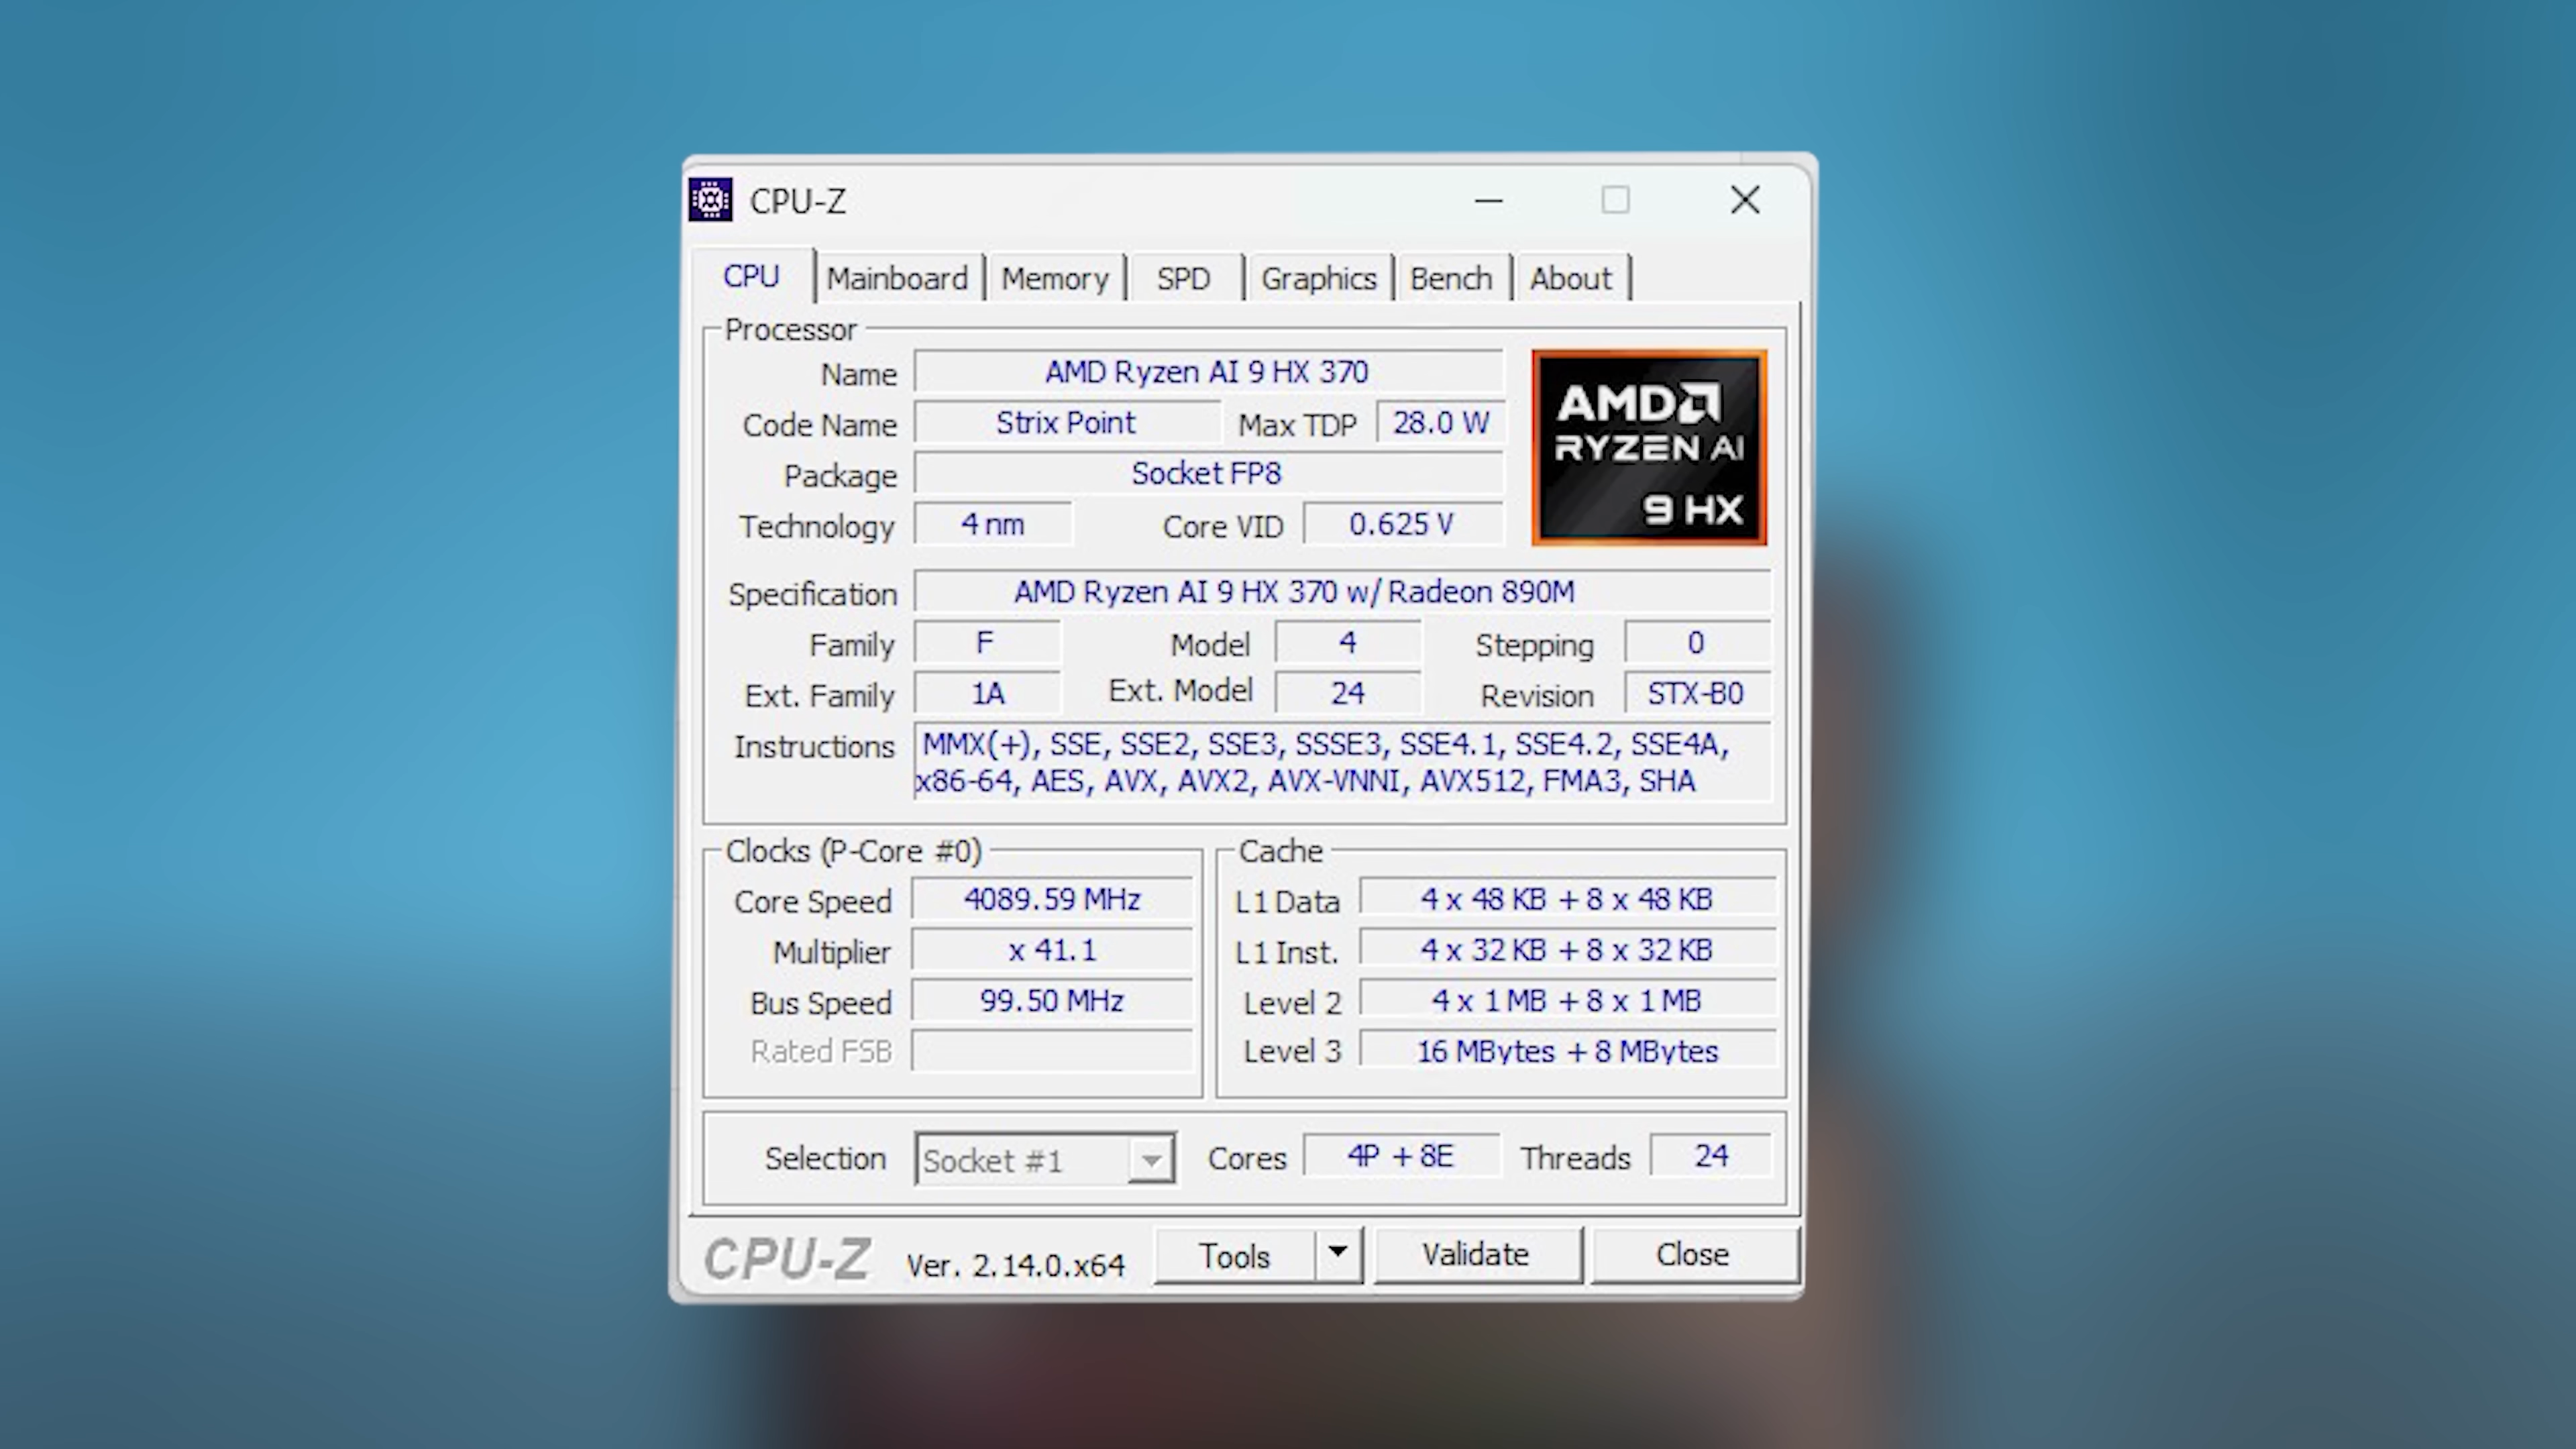 CPU-Z
CPU Mainboard Memory SPD Graphics Bench About
Processor
Name AMD Ryzen AI 9 HX 370
Code Name Strix Point Max TDP 28.0 W
Package Socket FP8
Technology 4 nm Core VID 0.625 V
AMD
RYZEN AI
9 HX
Specification AMD Ryzen AI 9 HX 370 w/ Radeon 890M
Family F Model 4 Stepping 0
Ext. Family 1A Ext. Model 24 Revision STX-B0
Instructions MMX(+), SSE, SSE2, SSE3, SSSE3, SSE4.1, SSE4.2, SSE4A,
x86-64, AES, AVX, AVX2, AVX-VNNI, AVX512, FMA3, SHA
Clocks (P-Core #0)
Core Speed 4089.59 MHz
Multiplier x 41.1
Bus Speed 99.50 MHz
Rated FSB
Cache
L1 Data 4 x 48 KB + 8 x 48 KB
L1 Inst. 4 x 32 KB + 8 x 32 KB
Level 2 4 x 1 MB + 8 x 1 MB
Level 3 16 MBytes + 8 MBytes
Selection Socket #1 Cores 4P + 8E Threads 24
CPU-Z Ver. 2.14.0.x64 Tools Validate Close